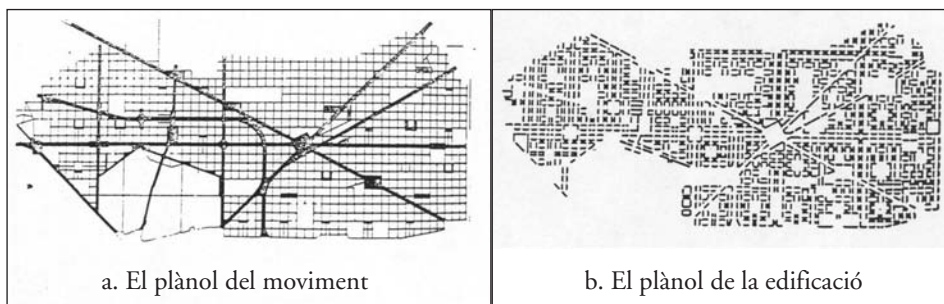 a. El plànol del moviment
b. El plànol de la edificació